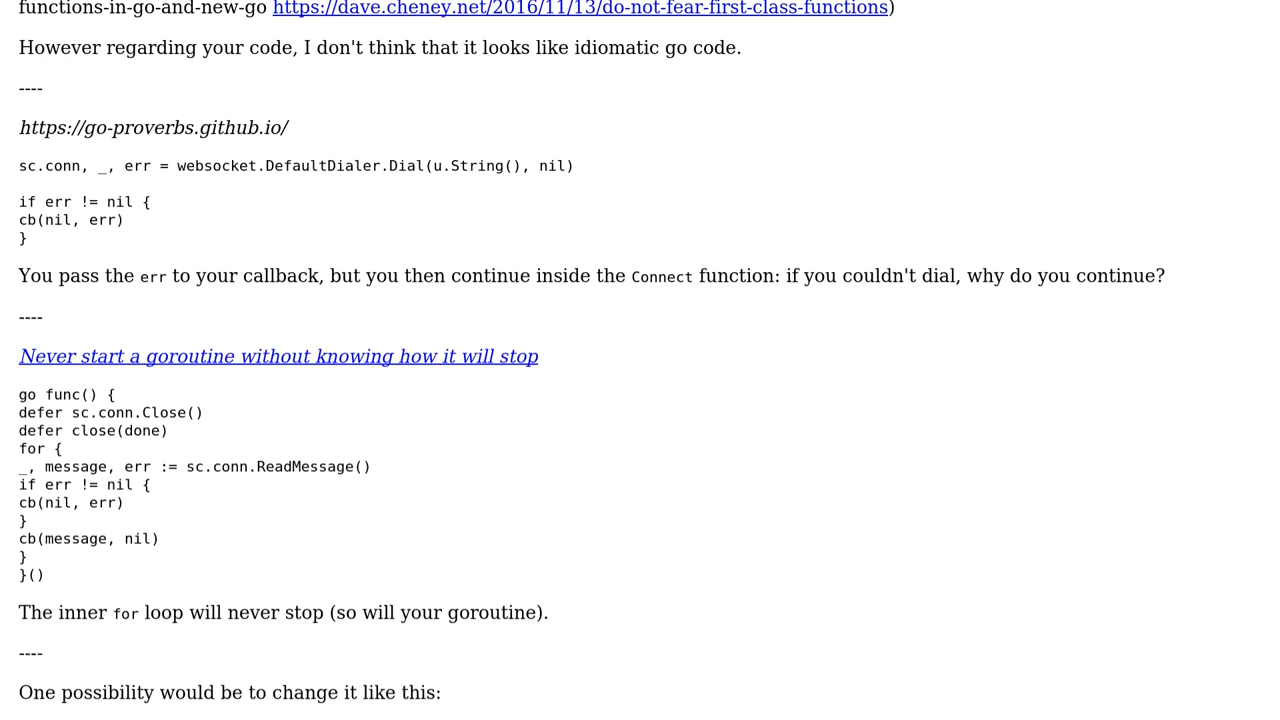 functions-in-go-and-new-go https://dave.cheney.net/2016/11/13/do-not-fear-first-class-functions)
However regarding your code, I don't think that it looks like idiomatic go code.
----
https://go-proverbs.github.io/
sc.conn, _, err = websocket.DefaultDialer.Dial(u.String(), nil)
if err != nil {
cb(nil, err)
}
You pass the err to your callback, but you then continue inside the Connect function: if you couldn't dial, why do you continue?
----
Never start a goroutine without knowing how it will stop
go func() {
defer sc.conn.Close()
defer close(done)
for {
_, message, err := sc.conn.ReadMessage()
if err != nil {
cb(nil, err)
}
cb(message, nil)
}
}()
The inner for loop will never stop (so will your goroutine).
----
One possibility would be to change it like this: